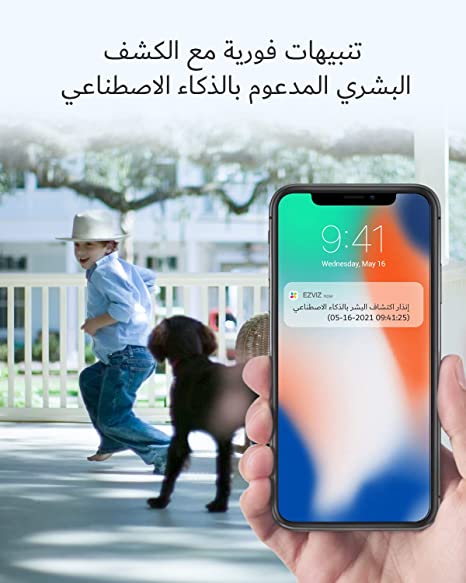 تنبيهات فورية مع الكشف
البشري المدعوم بالذكاء الاصطناعي
9:41
Wednesday, May 16
EZVIZ now
إنذار اكتشاف البشر بالذكاء الاصطناعي
(05-16-2021 09:41:25)